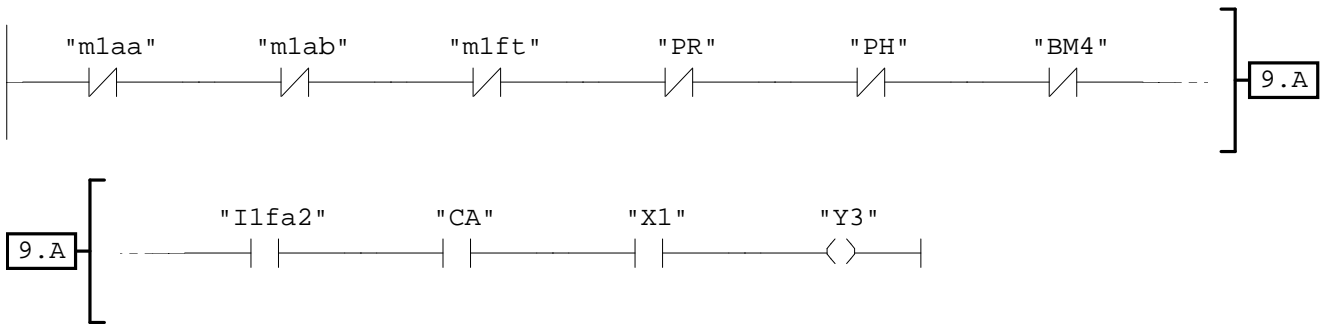 "m1aa" "m1ab" "m1ft" "PR" "PH" "BM4"
9.A
"I1fa2" "CA" "X1" "Y3"
9.A